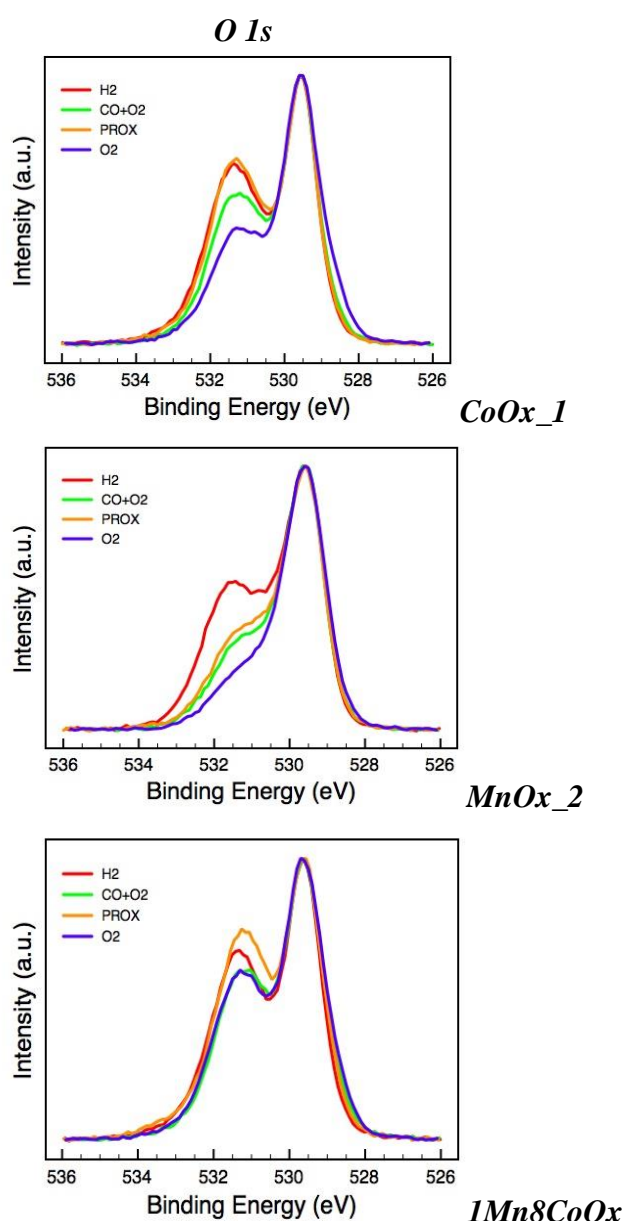 O 1s
H2
CO+O2
PROX
O2
Intensity (a.u.)
536 534 532 530 528 526
Binding Energy (eV)
CoOx_1
H2
CO+O2
PROX
O2
Intensity (a.u.)
536 534 532 530 528 526
Binding Energy (eV)
MnOx_2
H2
CO+O2
PROX
O2
Intensity (a.u.)
536 534 532 530 528 526
Binding Energy (eV)
1Mn8CoOx